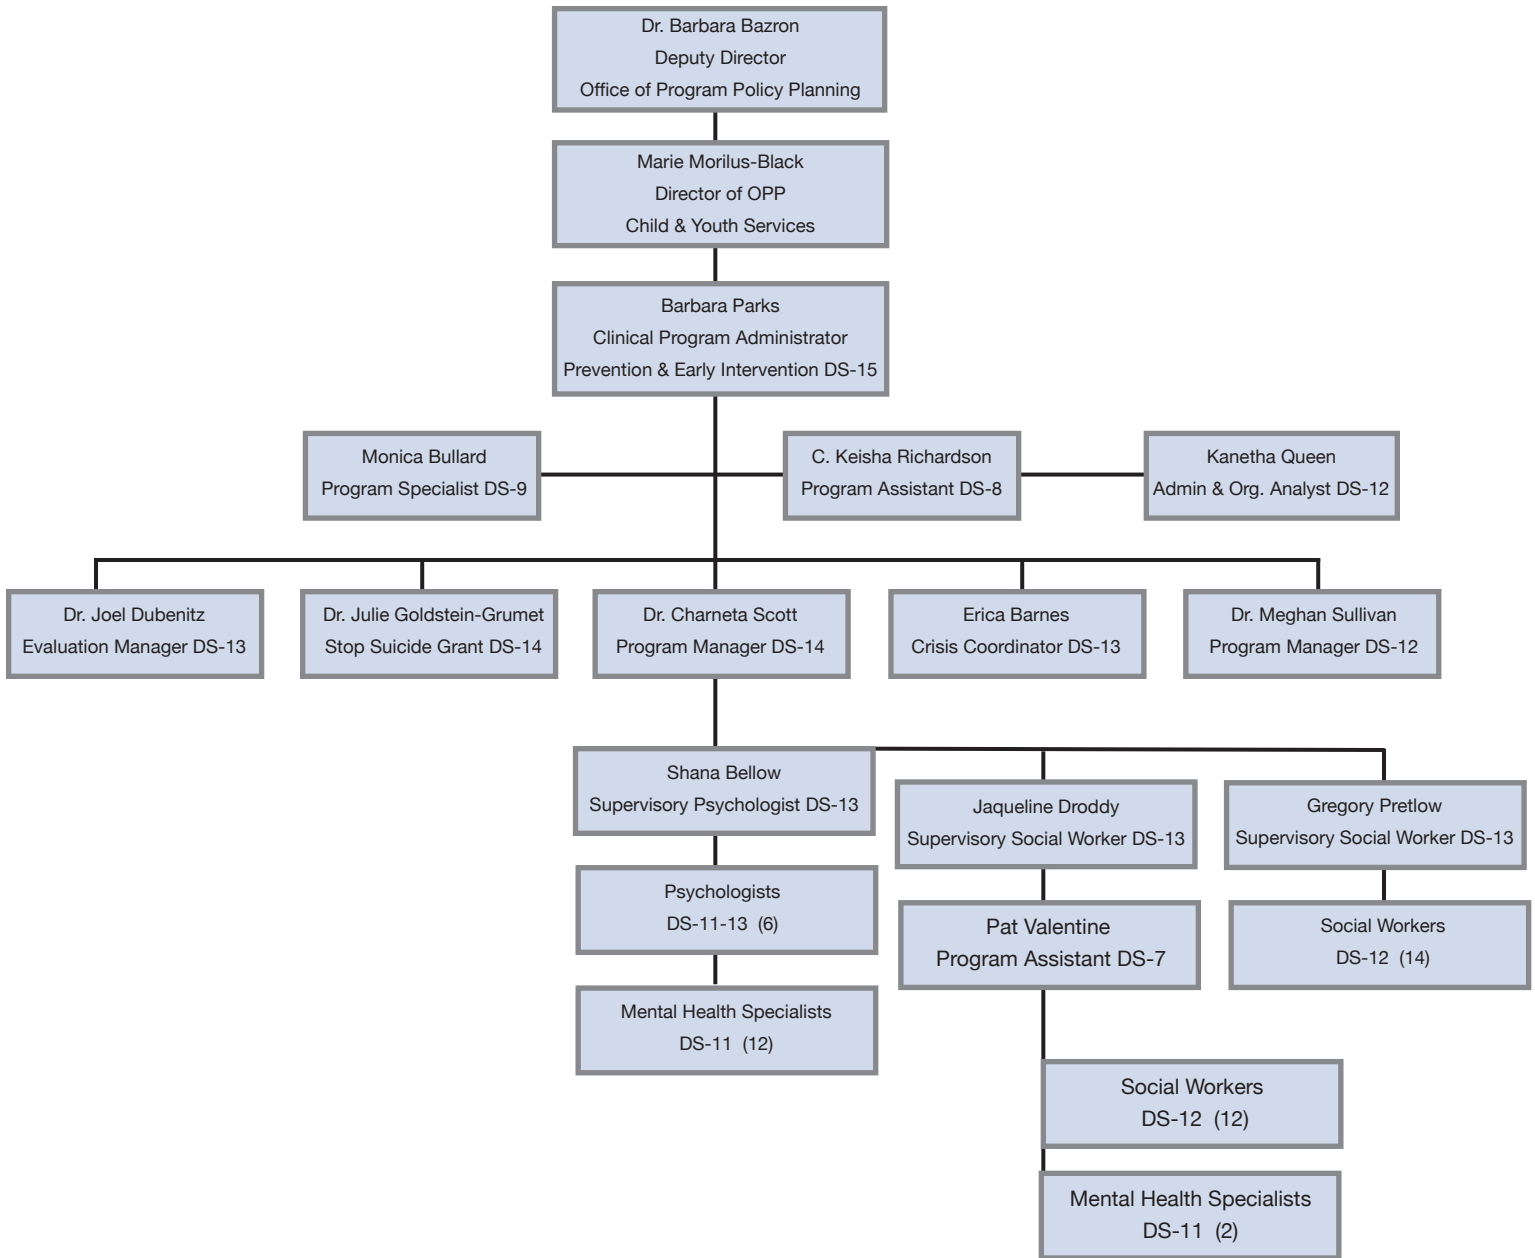 Dr. Barbara Bazron
Deputy Director
Office of Program Policy Planning
Marie Morilus-Black
Director of OPP
Child & Youth Services
Barbara Parks
Clinical Program Administrator
Prevention & Early Intervention DS-15
Monica Bullard
Program Specialist DS-9
C. Keisha Richardson
Program Assistant DS-8
Kanetha Queen
Admin & Org. Analyst DS-12
Dr. Joel Dubenitz
Evaluation Manager DS-13
Dr. Julie Goldstein-Grumet
Stop Suicide Grant DS-14
Dr. Charneta Scott
Program Manager DS-14
Erica Barnes
Crisis Coordinator DS-13
Dr. Meghan Sullivan
Program Manager DS-12
Shana Bellow
Supervisory Psychologist DS-13
Jaqueline Droddy
Supervisory Social Worker DS-13
Gregory Pretlow
Supervisory Social Worker DS-13
Psychologists
DS-11-13 (6)
Pat Valentine
Program Assistant DS-7
Social Workers
DS-12 (14)
Mental Health Specialists
DS-11 (12)
Social Workers
DS-12 (12)
Mental Health Specialists
DS-11 (2)